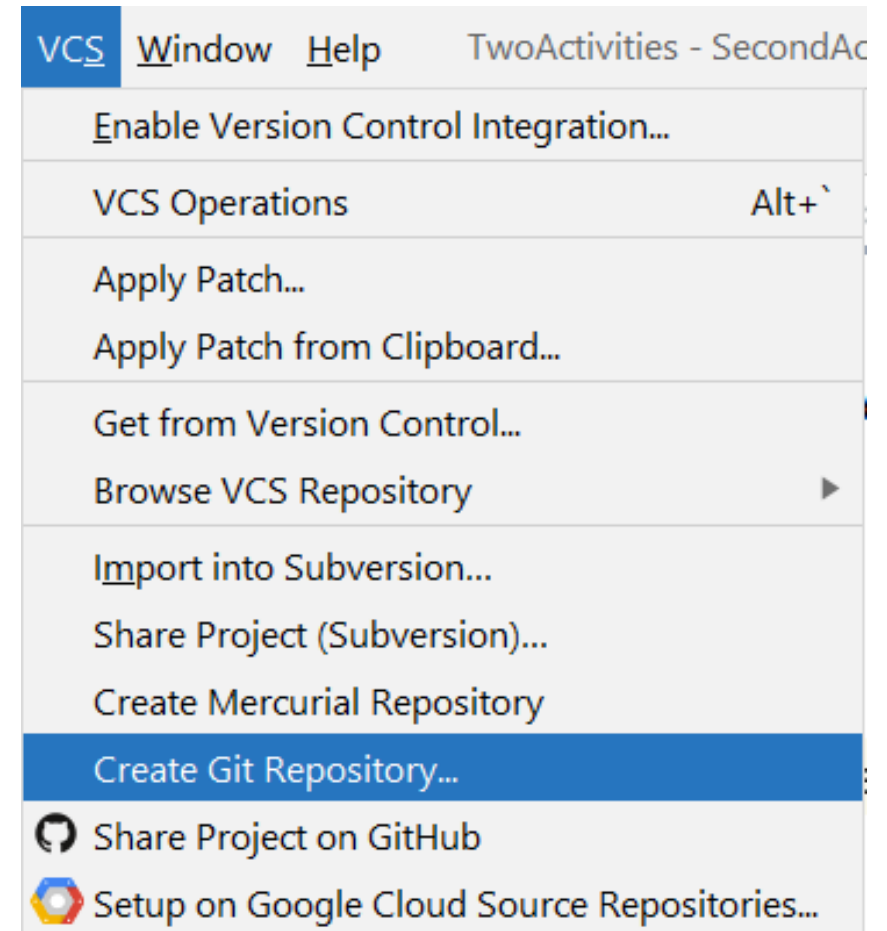 VCS Window Help TwoActivities - SecondAc
Enable Version Control Integration...
VCS Operations Alt+`
Apply Patch...
Apply Patch from Clipboard...
Get from Version Control...
Browse VCS Repository
Import into Subversion...
Share Project (Subversion)...
Create Mercurial Repository
Create Git Repository...
Share Project on GitHub
Setup on Google Cloud Source Repositories...